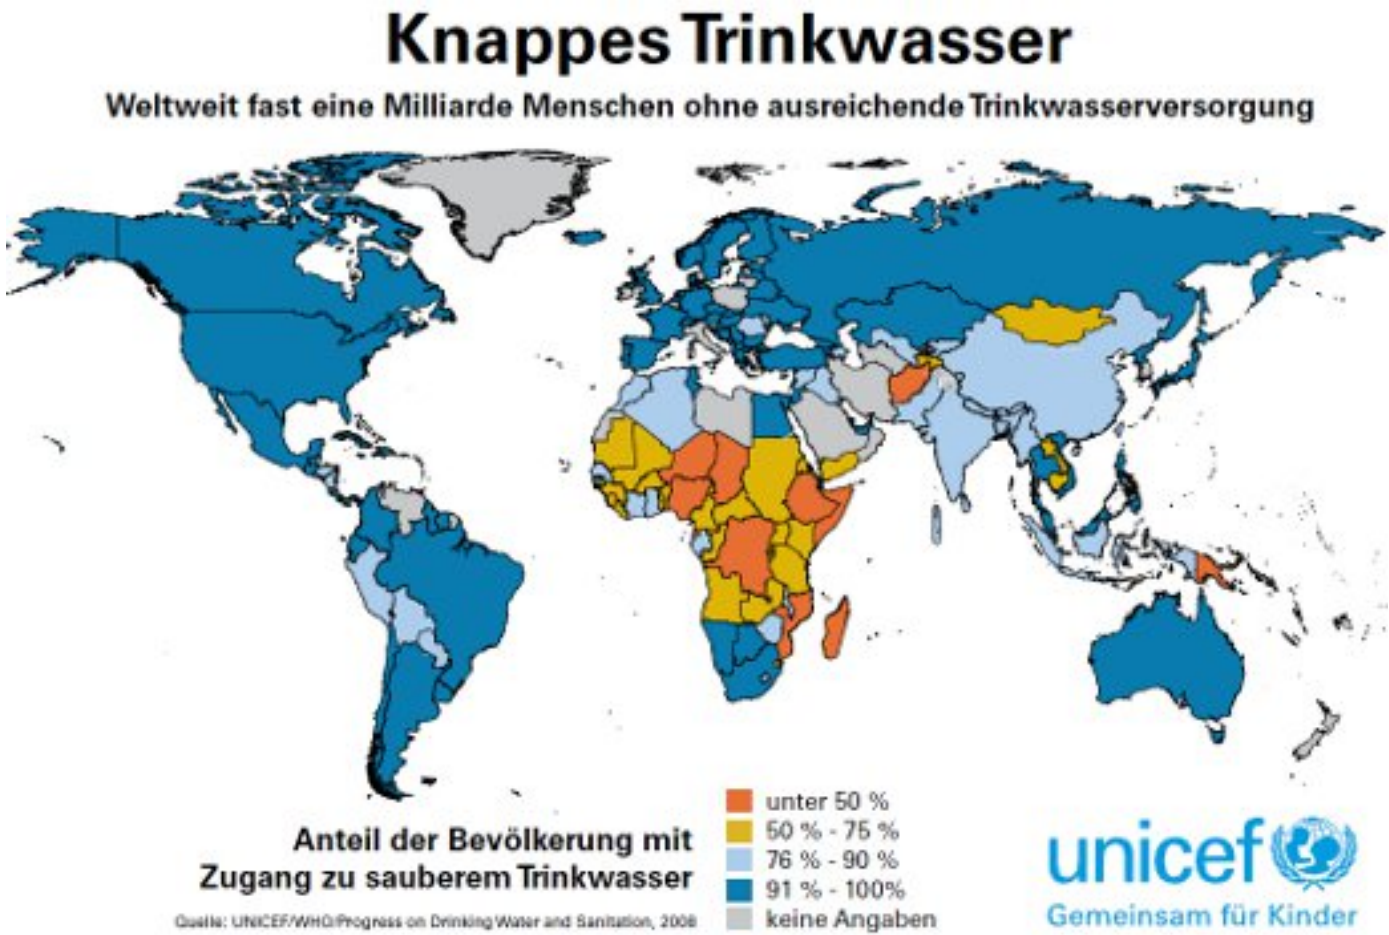 Knappes Trinkwasser
Weltweit fast eine Milliarde Menschen ohne ausreichende Trinkwasserversorgung
Anteil der Bevölkerung mit
Zugang zu sauberem Trinkwasser
Quelle: UNICEF/WHO/Progress on Drinking Water and Sanitation, 2008
unter 50 %
50 % - 75 %
76 % - 90 %
91 % - 100%
keine Angaben
unicef
Gemeinsam für Kinder